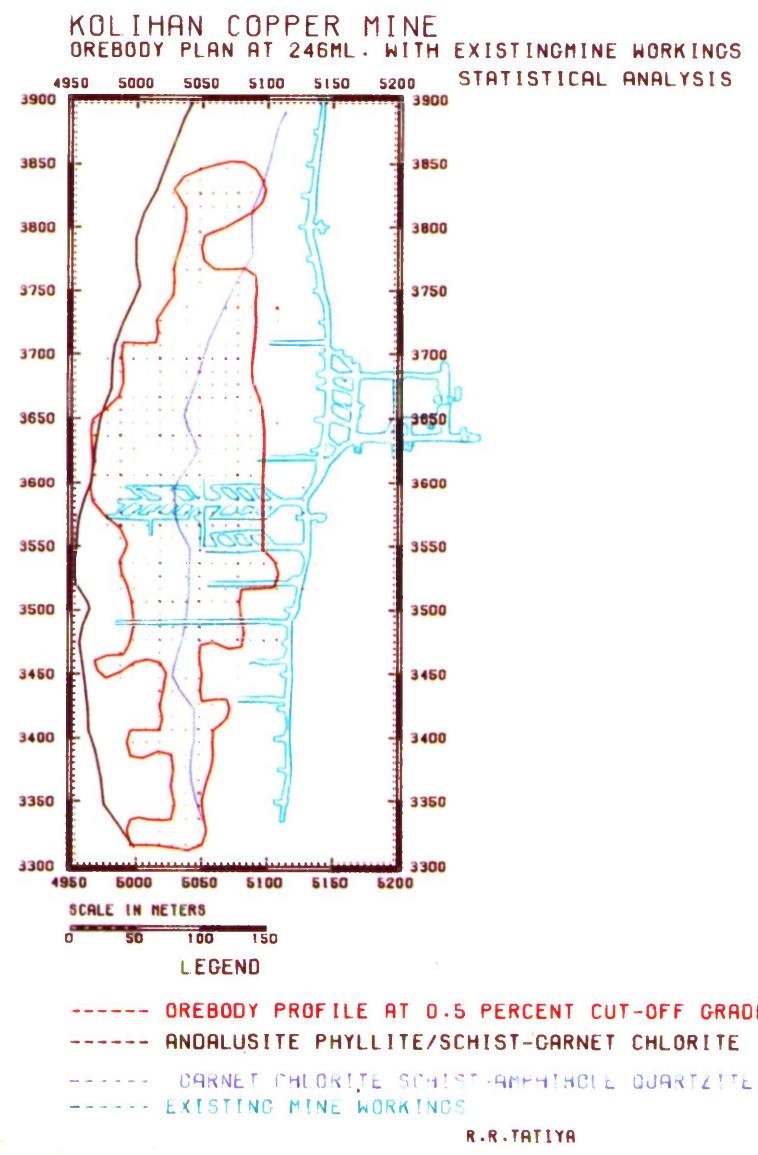 KOLIHAN COPPER MINE
OREBODY PLAN AT 246ML. WITH EXISTINGMINE WORKINGS
STATISTICAL ANALYSIS
4950 5000 5050 5100 5150 5200
3900 3900
3850 3850
3800 3800
3750 3750
3700 3700
3650 3650
3600 3600
3550 3550
3500 3500
3450 3450
3400 3400
3350 3350
3300 3300
4950 5000 5050 5100 5150 5200
SCALE IN METERS
0 50 100 150
LEGEND
------ OREBODY PROFILE AT 0.5 PERCENT CUT-OFF GRAD
------ ANDALUSITE PHYLLITE/SCHIST-GARNET CHLORITE
------ GARNET CHLORITE SCHIST-AMPHIHOLE QUARTZITE
------ EXISTING MINE WORKINGS
R.R.TATIYA